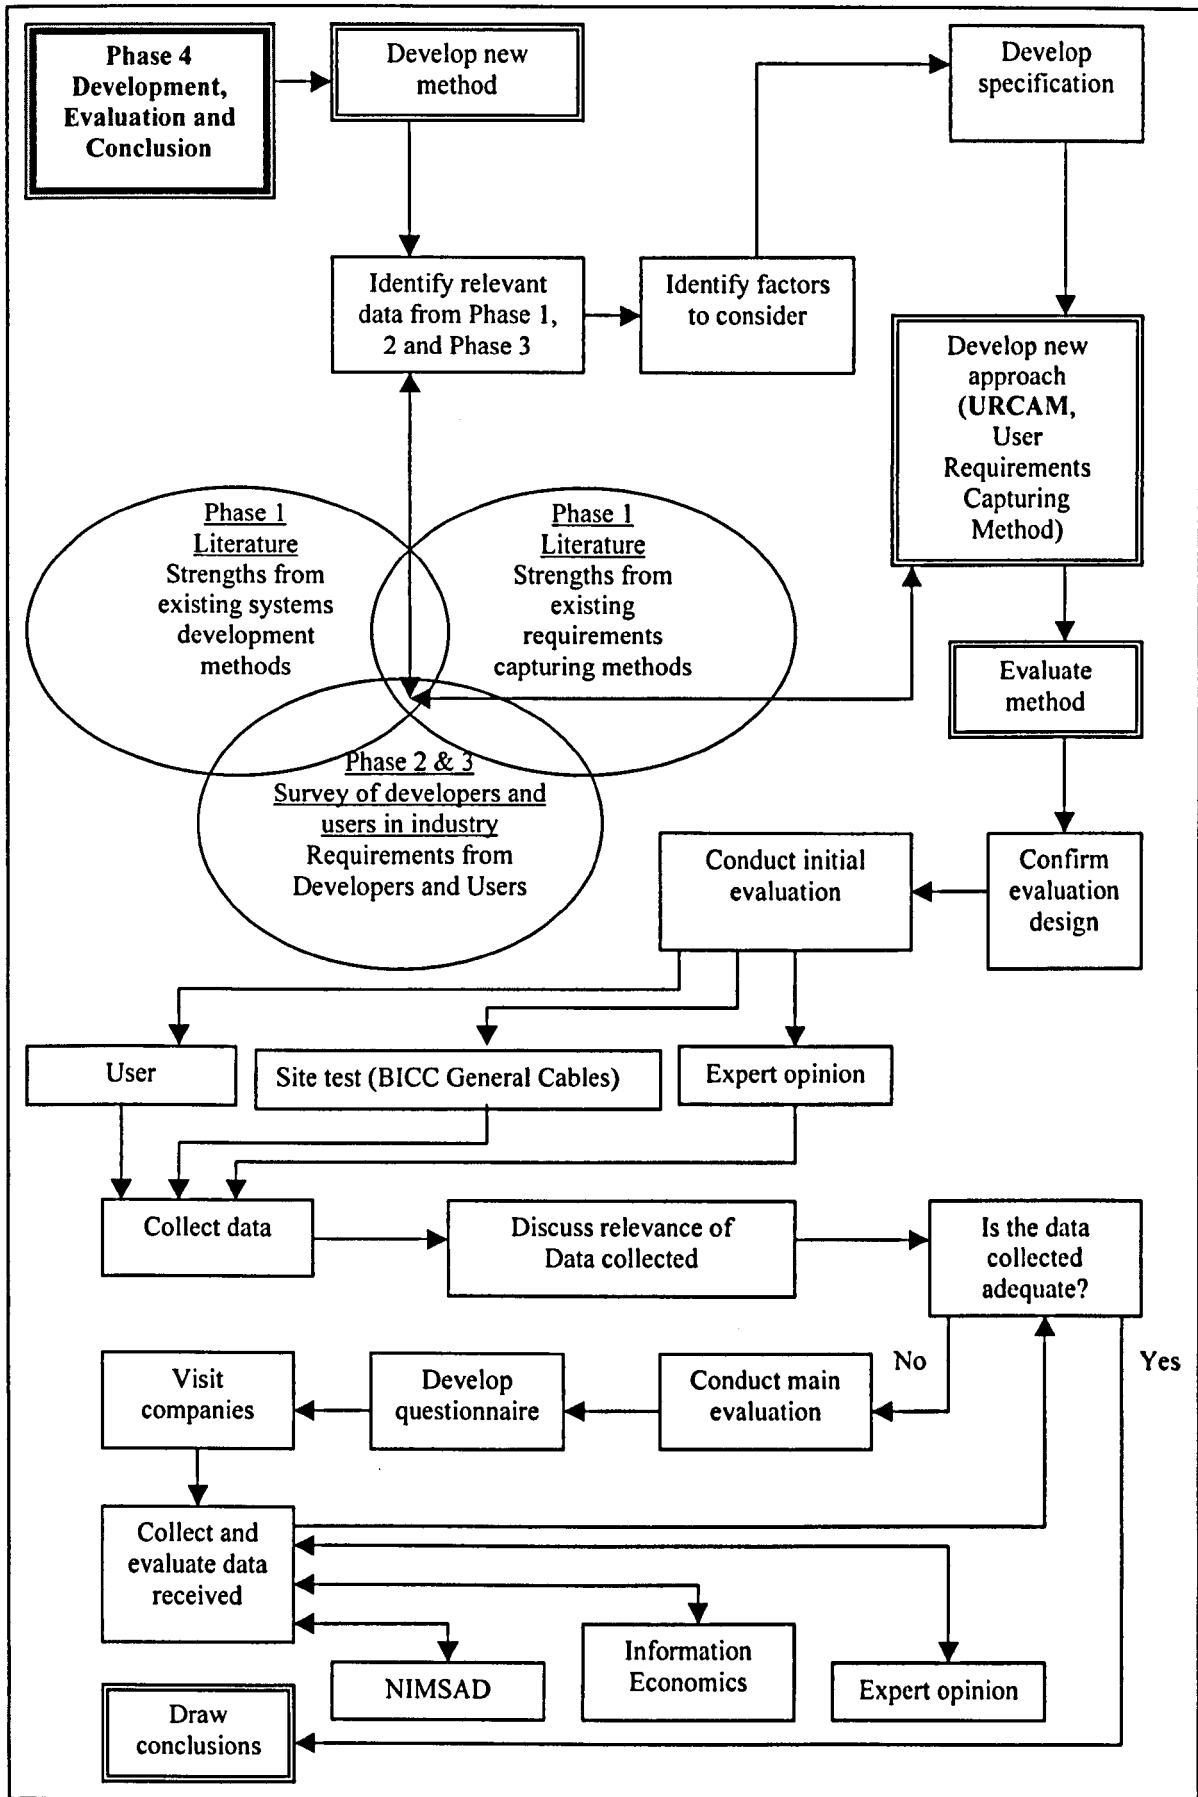 Phase 4
Development,
Evaluation and
Conclusion
Develop new
method
Develop
specification
Identify relevant
data from Phase 1,
2 and Phase 3
Identify factors
to consider
Develop new
approach
(URCAM,
User
Requirements
Capturing
Method)
Phase 1
Literature
Strengths from
existing systems
development
methods
Phase 1
Literature
Strengths from
existing
requirements
capturing methods
Evaluate
method
Phase 2 & 3
Survey of developers and
users in industry
Requirements from
Developers and Users
Conduct initial
evaluation
Confirm
evaluation
design
User
Site test (BICC General Cables)
Expert opinion
Collect data
Discuss relevance of
Data collected
Is the data
collected
adequate?
No
Yes
Visit
companies
Develop
questionnaire
Conduct main
evaluation
Collect and
evaluate data
received
NIMSAD
Information
Economics
Expert opinion
Draw
conclusions